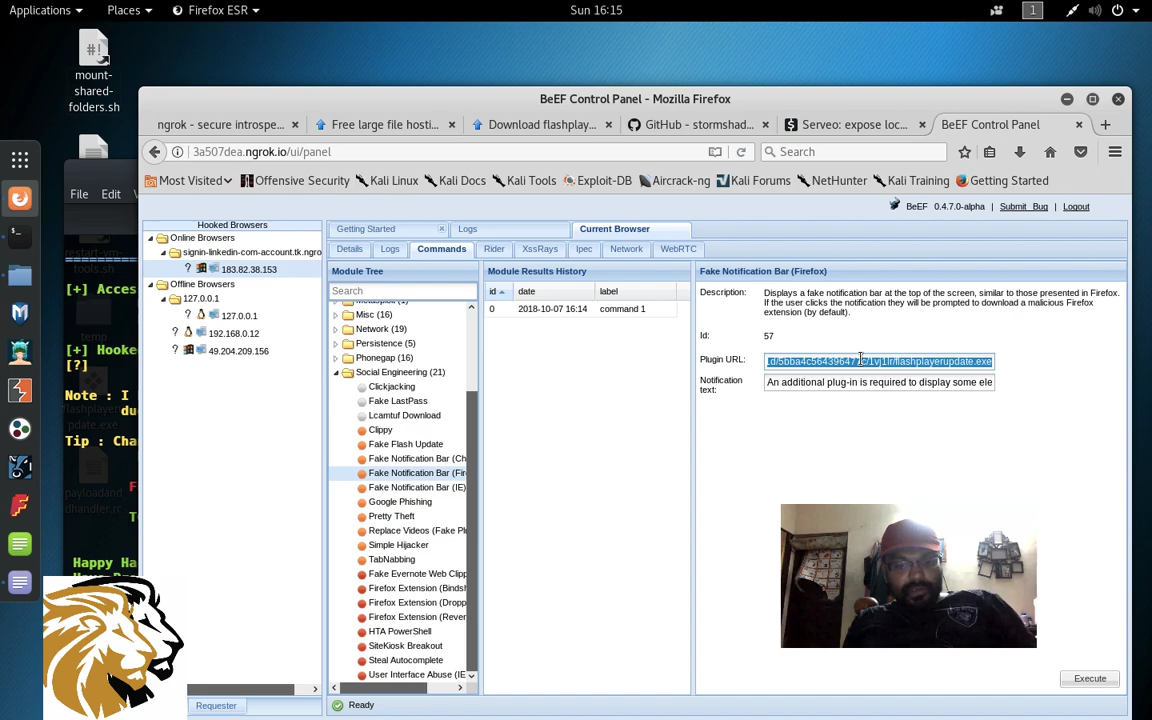 Applications Places Firefox ESR Sun 16:15 1
#!
mount-
shared-
folders.sh
BeEF Control Panel - Mozilla Firefox
ngrok - secure introspe... Free large file hosti... Download flashplay... GitHub - stormshad... Serveo: expose loc... BeEF Control Panel
3a507dea.ngrok.io/ui/panel Search
Most Visited Offensive Security Kali Linux Kali Docs Kali Tools Exploit-DB Aircrack-ng Kali Forums NetHunter Kali Training Getting Started
File Edit
BeEF 0.4.7.0-alpha | Submit Bug | Logout
Hooked Browsers
Online Browsers
signin-linkedin-com-account.tk.ngro
183.82.38.153
Offline Browsers
127.0.0.1
127.0.0.1
192.168.0.12
49.204.209.156
Getting Started Logs Current Browser
Details Logs Commands Rider XssRays Ipec Network WebRTC
Module Tree
Search
Misc (16)
Network (19)
Persistence (5)
Phonegap (16)
Social Engineering (21)
Clickjacking
Fake LastPass
Lcamtuf Download
Clippy
Fake Flash Update
Fake Notification Bar (Ch
Fake Notification Bar (Fire
Fake Notification Bar (IE)
Google Phishing
Pretty Theft
Replace Videos (Fake Pl
Simple Hijacker
TabNabbing
Fake Evernote Web Clipp
Firefox Extension (Bindsh
Firefox Extension (Dropp
Firefox Extension (Rever
HTA PowerShell
SiteKiosk Breakout
Steal Autocomplete
User Interface Abuse (IE
Module Results History
id date label
0 2018-10-07 16:14 command 1
Fake Notification Bar (Firefox)
Description: Displays a fake notification bar at the top of the screen, similar to those presented in Firefox.
If the user clicks the notification they will be prompted to download a malicious Firefox
extension (by default).
Id: 57
Plugin URL:
Notification
text: An additional plug-in is required to display some ele
Execute
restart-vm-
tools.sh
[+] Acces
[+] Hooke
[?]
Note : I
du
Tip : Cha
payloadand
handler.rc
Happy Ha
Requester
Ready